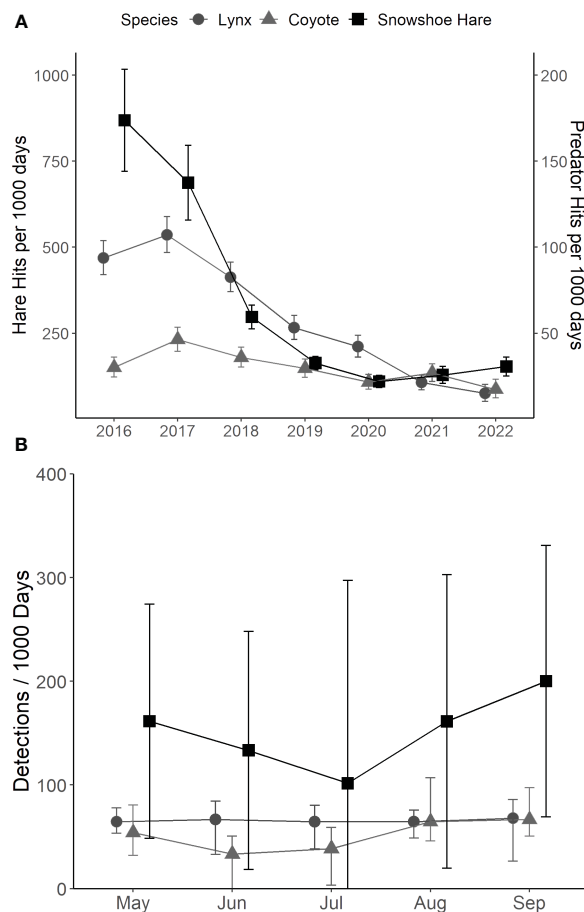 A
Species Lynx Coyote Snowshoe Hare
Hare Hits per 1000 days
1000
750
500
250
Predator Hits per 1000 days
200
150
100
50
2016 2017 2018 2019 2020 2021 2022
B
Detections / 1000 Days
400
300
200
100
0
May Jun Jul Aug Sep